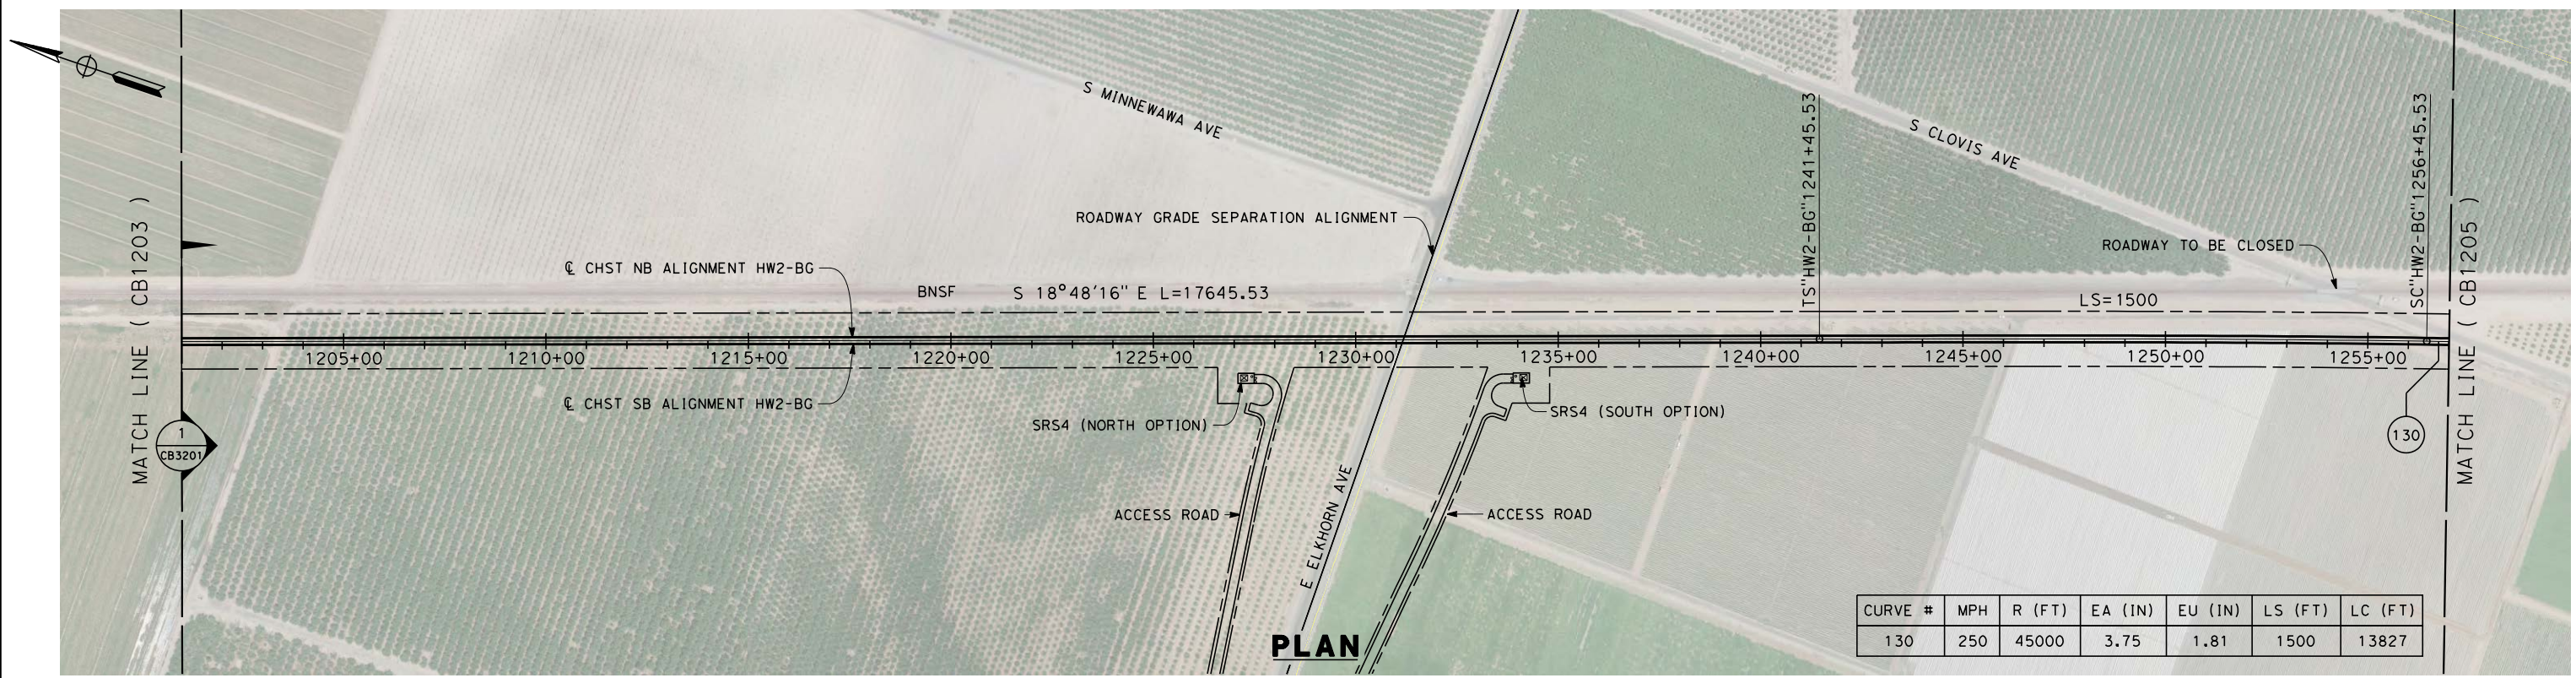 S MINNEWAWA AVE
S CLOVIS AVE
MATCH LINE ( CB1203 )
ROADWAY GRADE SEPARATION ALIGNMENT
TS"HW2-BG"1241+45.53
SC"HW2-BG"1256+45.53
ROADWAY TO BE CLOSED
MATCH LINE ( CB1205 )
℄ CHST NB ALIGNMENT HW2-BG
BNSF
S 18°48'16" E L=17645.53
LS=1500
1205+00
1210+00
1215+00
1220+00
1225+00
1230+00
1235+00
1240+00
1245+00
1250+00
1255+00
℄ CHST SB ALIGNMENT HW2-BG
SRS4 (NORTH OPTION)
SRS4 (SOUTH OPTION)
1
CB3201
130
E ELKHORN AVE
ACCESS ROAD
ACCESS ROAD
PLAN
CURVE # MPH R (FT) EA (IN) EU (IN) LS (FT) LC (FT)
130 250 45000 3.75 1.81 1500 13827